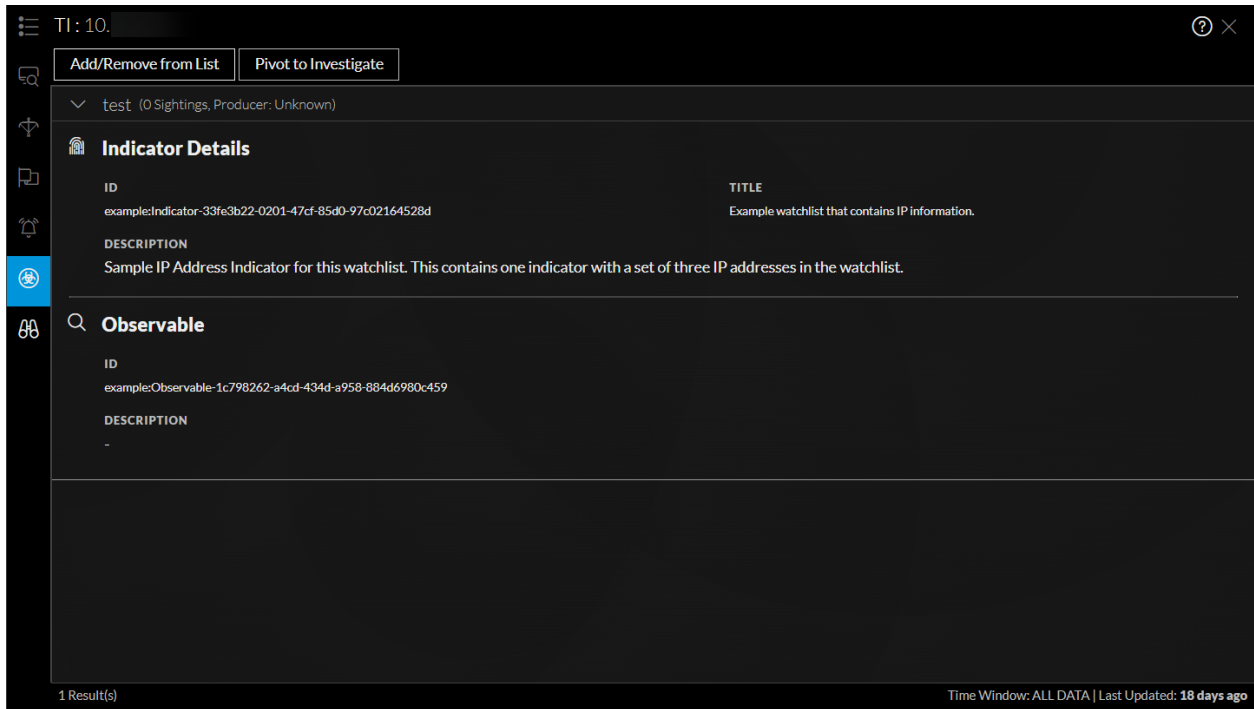 TI : 10.
Add/Remove from List
Pivot to Investigate
test (0 Sightings, Producer: Unknown)
Indicator Details
ID
example:Indicator-33fe3b22-0201-47cf-85d0-97c02164528d
TITLE
Example watchlist that contains IP information.
DESCRIPTION
Sample IP Address Indicator for this watchlist. This contains one indicator with a set of three IP addresses in the watchlist.
Observable
ID
example:Observable-1c798262-a4cd-434d-a958-884d6980c459
DESCRIPTION
-
1 Result(s)
Time Window: ALL DATA | Last Updated: 18 days ago